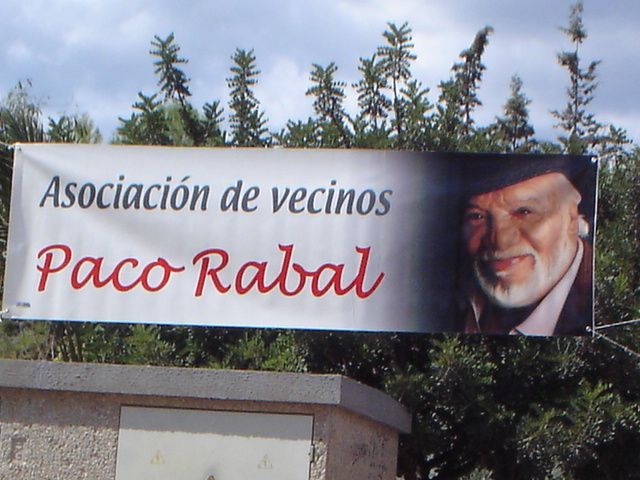 Asociación de vecinos
Paco Rabal